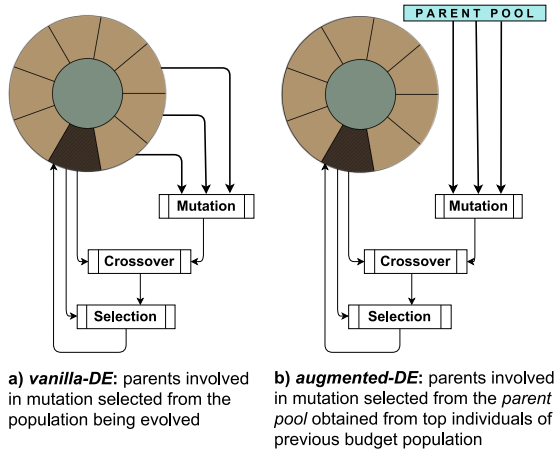 PARENT POOL
Mutation
Mutation
Crossover
Crossover
Selection
Selection
a) vanilla-DE: parents involved
in mutation selected from the
population being evolved
b) augmented-DE: parents involved
in mutation selected from the parent
pool obtained from top individuals of
previous budget population